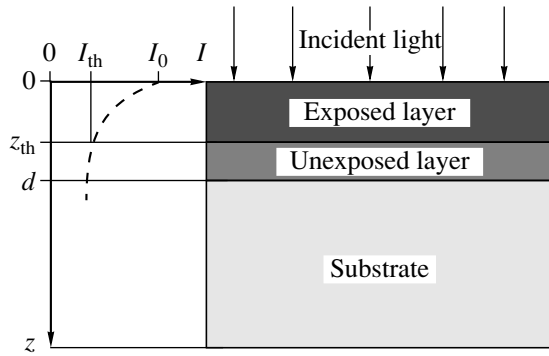 0 I_th I_0 I
Incident light
0
Exposed layer
z_th
Unexposed layer
d
Substrate
z